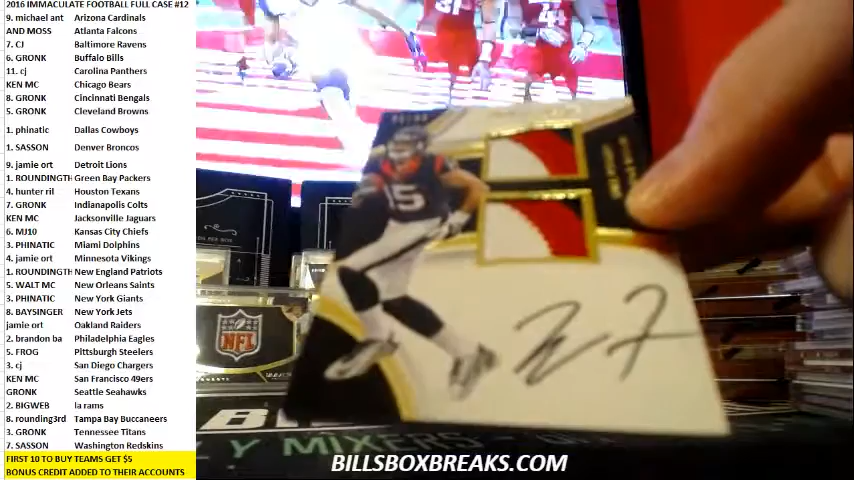 2016 IMMACULATE FOOTBALL FULL CASE #12
9. michael ant Arizona Cardinals
AND MOSS Atlanta Falcons
7. CJ Baltimore Ravens
6. GRONK Buffalo Bills
11. cj Carolina Panthers
KEN MC Chicago Bears
8. GRONK Cincinnati Bengals
5. GRONK Cleveland Browns
1. phinatic Dallas Cowboys
1. SASSON Denver Broncos
9. jamie ort Detroit Lions
1. ROUNDINGTH Green Bay Packers
4. hunter ril Houston Texans
7. GRONK Indianapolis Colts
KEN MC Jacksonville Jaguars
6. MJ10 Kansas City Chiefs
3. PHINATIC Miami Dolphins
4. jamie ort Minnesota Vikings
1. ROUNDINGTH New England Patriots
5. WALT MC New Orleans Saints
3. PHINATIC New York Giants
8. BAYSINGER New York Jets
jamie ort Oakland Raiders
2. brandon ba Philadelphia Eagles
5. FROG Pittsburgh Steelers
3. cj San Diego Chargers
KEN MC San Francisco 49ers
GRONK Seattle Seahawks
2. BIGWEB la rams
8. rounding3rd Tampa Bay Buccaneers
3. GRONK Tennessee Titans
7. SASSON Washington Redskins
FIRST 10 TO BUY TEAMS GET $5
BONUS CREDIT ADDED TO THEIR ACCOUNTS
31
4
15
NFL
B
Y MIXERS
BILLSBOXBREAKS.COM